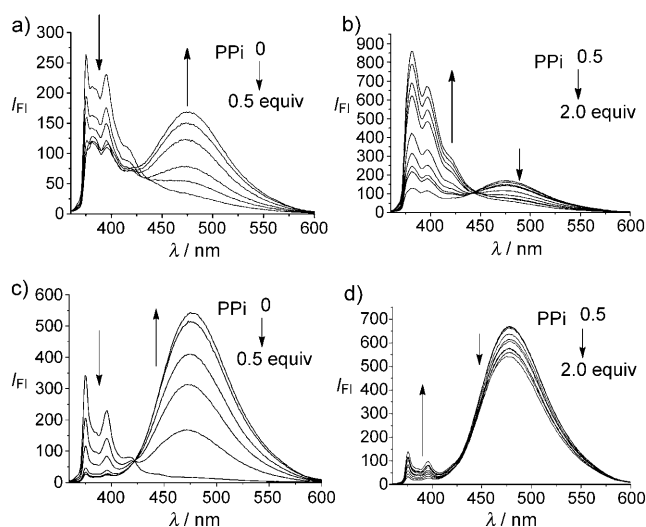 a)
PPi 0
0.5 equiv
I_Fl
300
250
200
150
100
50
0
400 450 500 550 600
λ / nm
b)
PPi 0.5
2.0 equiv
I_Fl
900
800
700
600
500
400
300
200
100
0
400 450 500 550 600
λ / nm
c)
PPi 0
0.5 equiv
I_Fl
600
500
400
300
200
100
0
400 450 500 550 600
λ / nm
d)
PPi 0.5
2.0 equiv
I_Fl
700
600
500
400
300
200
100
0
400 450 500 550 600
λ / nm